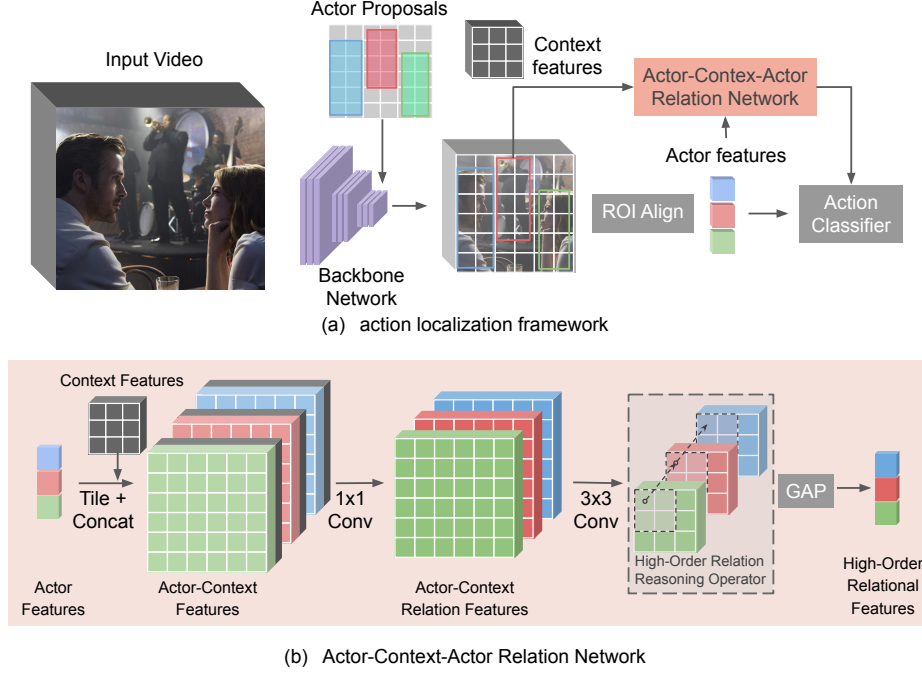 Actor Proposals
Input Video
Context
features
Actor-Contex-Actor
Relation Network
Actor features
ROI Align
Action
Classifier
Backbone
Network
(a) action localization framework
Context Features
Tile +
Concat
1x1
Conv
3x3
Conv
GAP
High-Order Relation
Reasoning Operator
Actor
Features
Actor-Context
Features
Actor-Context
Relation Features
High-Order
Relational
Features
(b) Actor-Context-Actor Relation Network